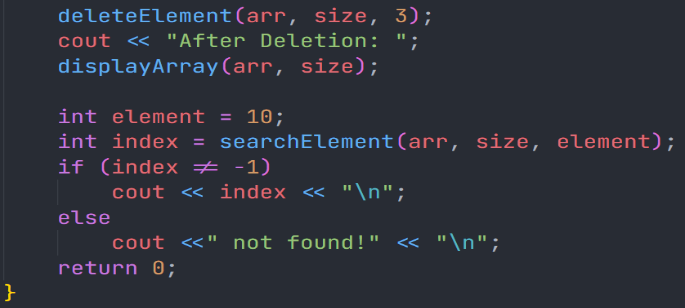 deleteElement(arr, size, 3);
cout << "After Deletion: ";
displayArray(arr, size);
int element = 10;
int index = searchElement(arr, size, element);
if (index != -1)
cout << index << "\n";
else
cout <<" not found!" << "\n";
return 0;
}